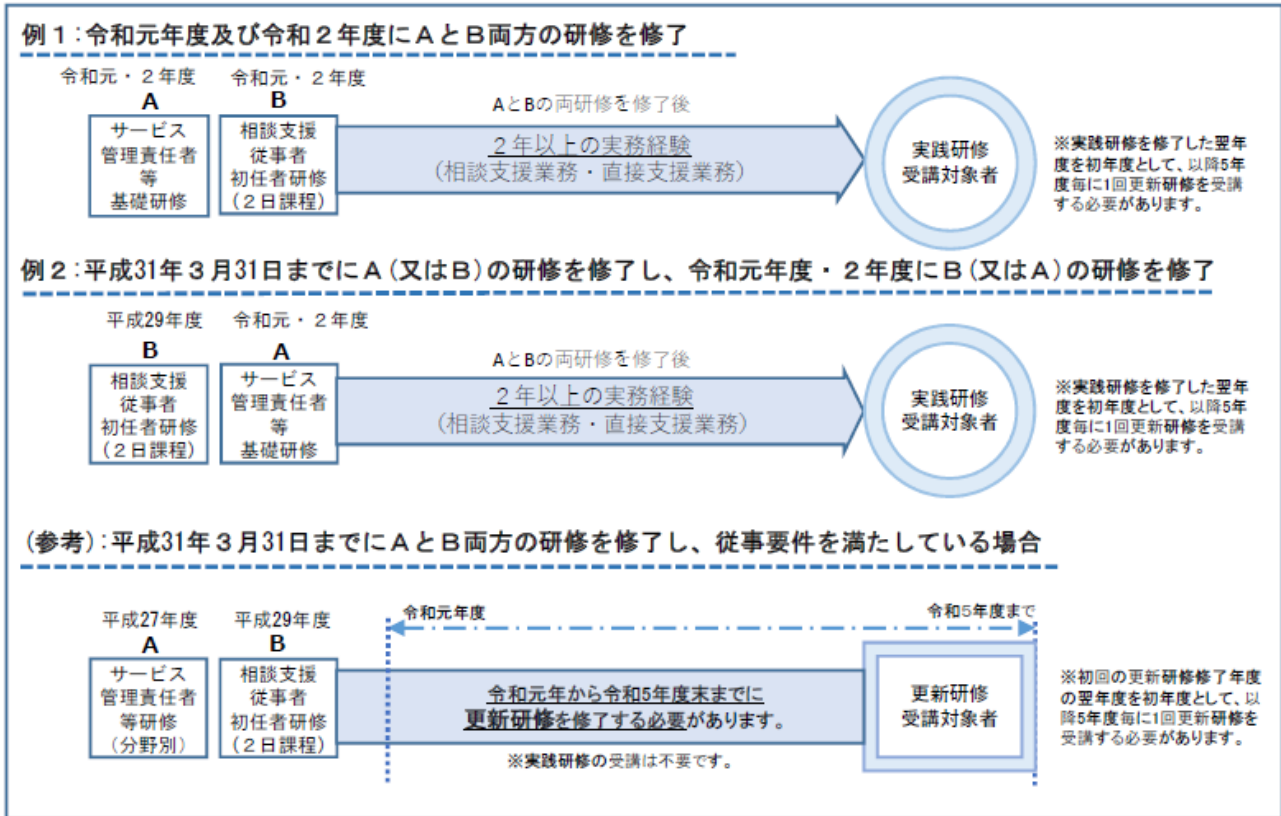 例１：令和元年度及び令和２年度にＡとＢ両方の研修を修了
令和元・２年度
A
サービス
管理責任者
等
基礎研修
令和元・２年度
B
相談支援
従事者
初任者研修
(２日課程)
AとBの両研修を修了後
２年以上の実務経験
(相談支援業務・直接支援業務)
実践研修
受講対象者
※実践研修を修了した翌年
度を初年度として、以降5年
度毎に1回更新研修を受講
する必要があります。
例２：平成31年３月31日までにＡ(又はＢ)の研修を修了し、令和元年度・２年度にＢ(又はＡ)の研修を修了
平成29年度
B
相談支援
従事者
初任者研修
(２日課程)
令和元・２年度
A
サービス
管理責任者
等
基礎研修
AとBの両研修を修了後
２年以上の実務経験
(相談支援業務・直接支援業務)
実践研修
受講対象者
※実践研修を修了した翌年
度を初年度として、以降5年
度毎に1回更新研修を受講
する必要があります。
(参考)：平成31年３月31日までにＡとＢ両方の研修を修了し、従事要件を満たしている場合
平成27年度
A
サービス
管理責任者
等研修
(分野別)
平成29年度
B
相談支援
従事者
初任者研修
(２日課程)
令和元年度
令和5年度まで
令和元年から令和5年度末までに
更新研修を修了する必要があります。
※実践研修の受講は不要です。
更新研修
受講対象者
※初回の更新研修修了年度
の翌年度を初年度として、以
降5年度毎に1回更新研修を
受講する必要があります。